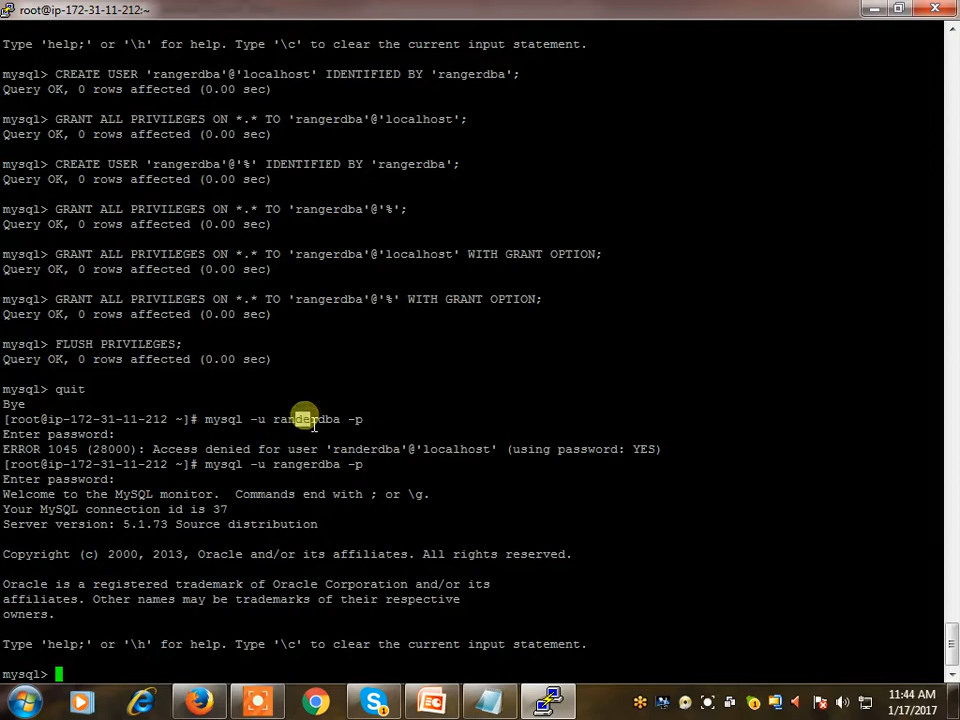 root@ip-172-31-11-212:~
Type 'help;' or '\h' for help. Type '\c' to clear the current input statement.
mysql> CREATE USER 'rangerdba'@'localhost' IDENTIFIED BY 'rangerdba';
Query OK, 0 rows affected (0.00 sec)
mysql> GRANT ALL PRIVILEGES ON *.* TO 'rangerdba'@'localhost';
Query OK, 0 rows affected (0.00 sec)
mysql> CREATE USER 'rangerdba'@'%' IDENTIFIED BY 'rangerdba';
Query OK, 0 rows affected (0.00 sec)
mysql> GRANT ALL PRIVILEGES ON *.* TO 'rangerdba'@'%';
Query OK, 0 rows affected (0.00 sec)
mysql> GRANT ALL PRIVILEGES ON *.* TO 'rangerdba'@'localhost' WITH GRANT OPTION;
Query OK, 0 rows affected (0.00 sec)
mysql> GRANT ALL PRIVILEGES ON *.* TO 'rangerdba'@'%' WITH GRANT OPTION;
Query OK, 0 rows affected (0.00 sec)
mysql> FLUSH PRIVILEGES;
Query OK, 0 rows affected (0.00 sec)
mysql> quit
Bye
[root@ip-172-31-11-212 ~]# mysql -u randerdba -p
Enter password:
ERROR 1045 (28000): Access denied for user 'randerdba'@'localhost' (using password: YES)
[root@ip-172-31-11-212 ~]# mysql -u rangerdba -p
Enter password:
Welcome to the MySQL monitor.  Commands end with ; or \g.
Your MySQL connection id is 37
Server version: 5.1.73 Source distribution
Copyright (c) 2000, 2013, Oracle and/or its affiliates. All rights reserved.
Oracle is a registered trademark of Oracle Corporation and/or its
affiliates. Other names may be trademarks of their respective
owners.
Type 'help;' or '\h' for help. Type '\c' to clear the current input statement.
mysql>
11:44 AM
1/17/2017